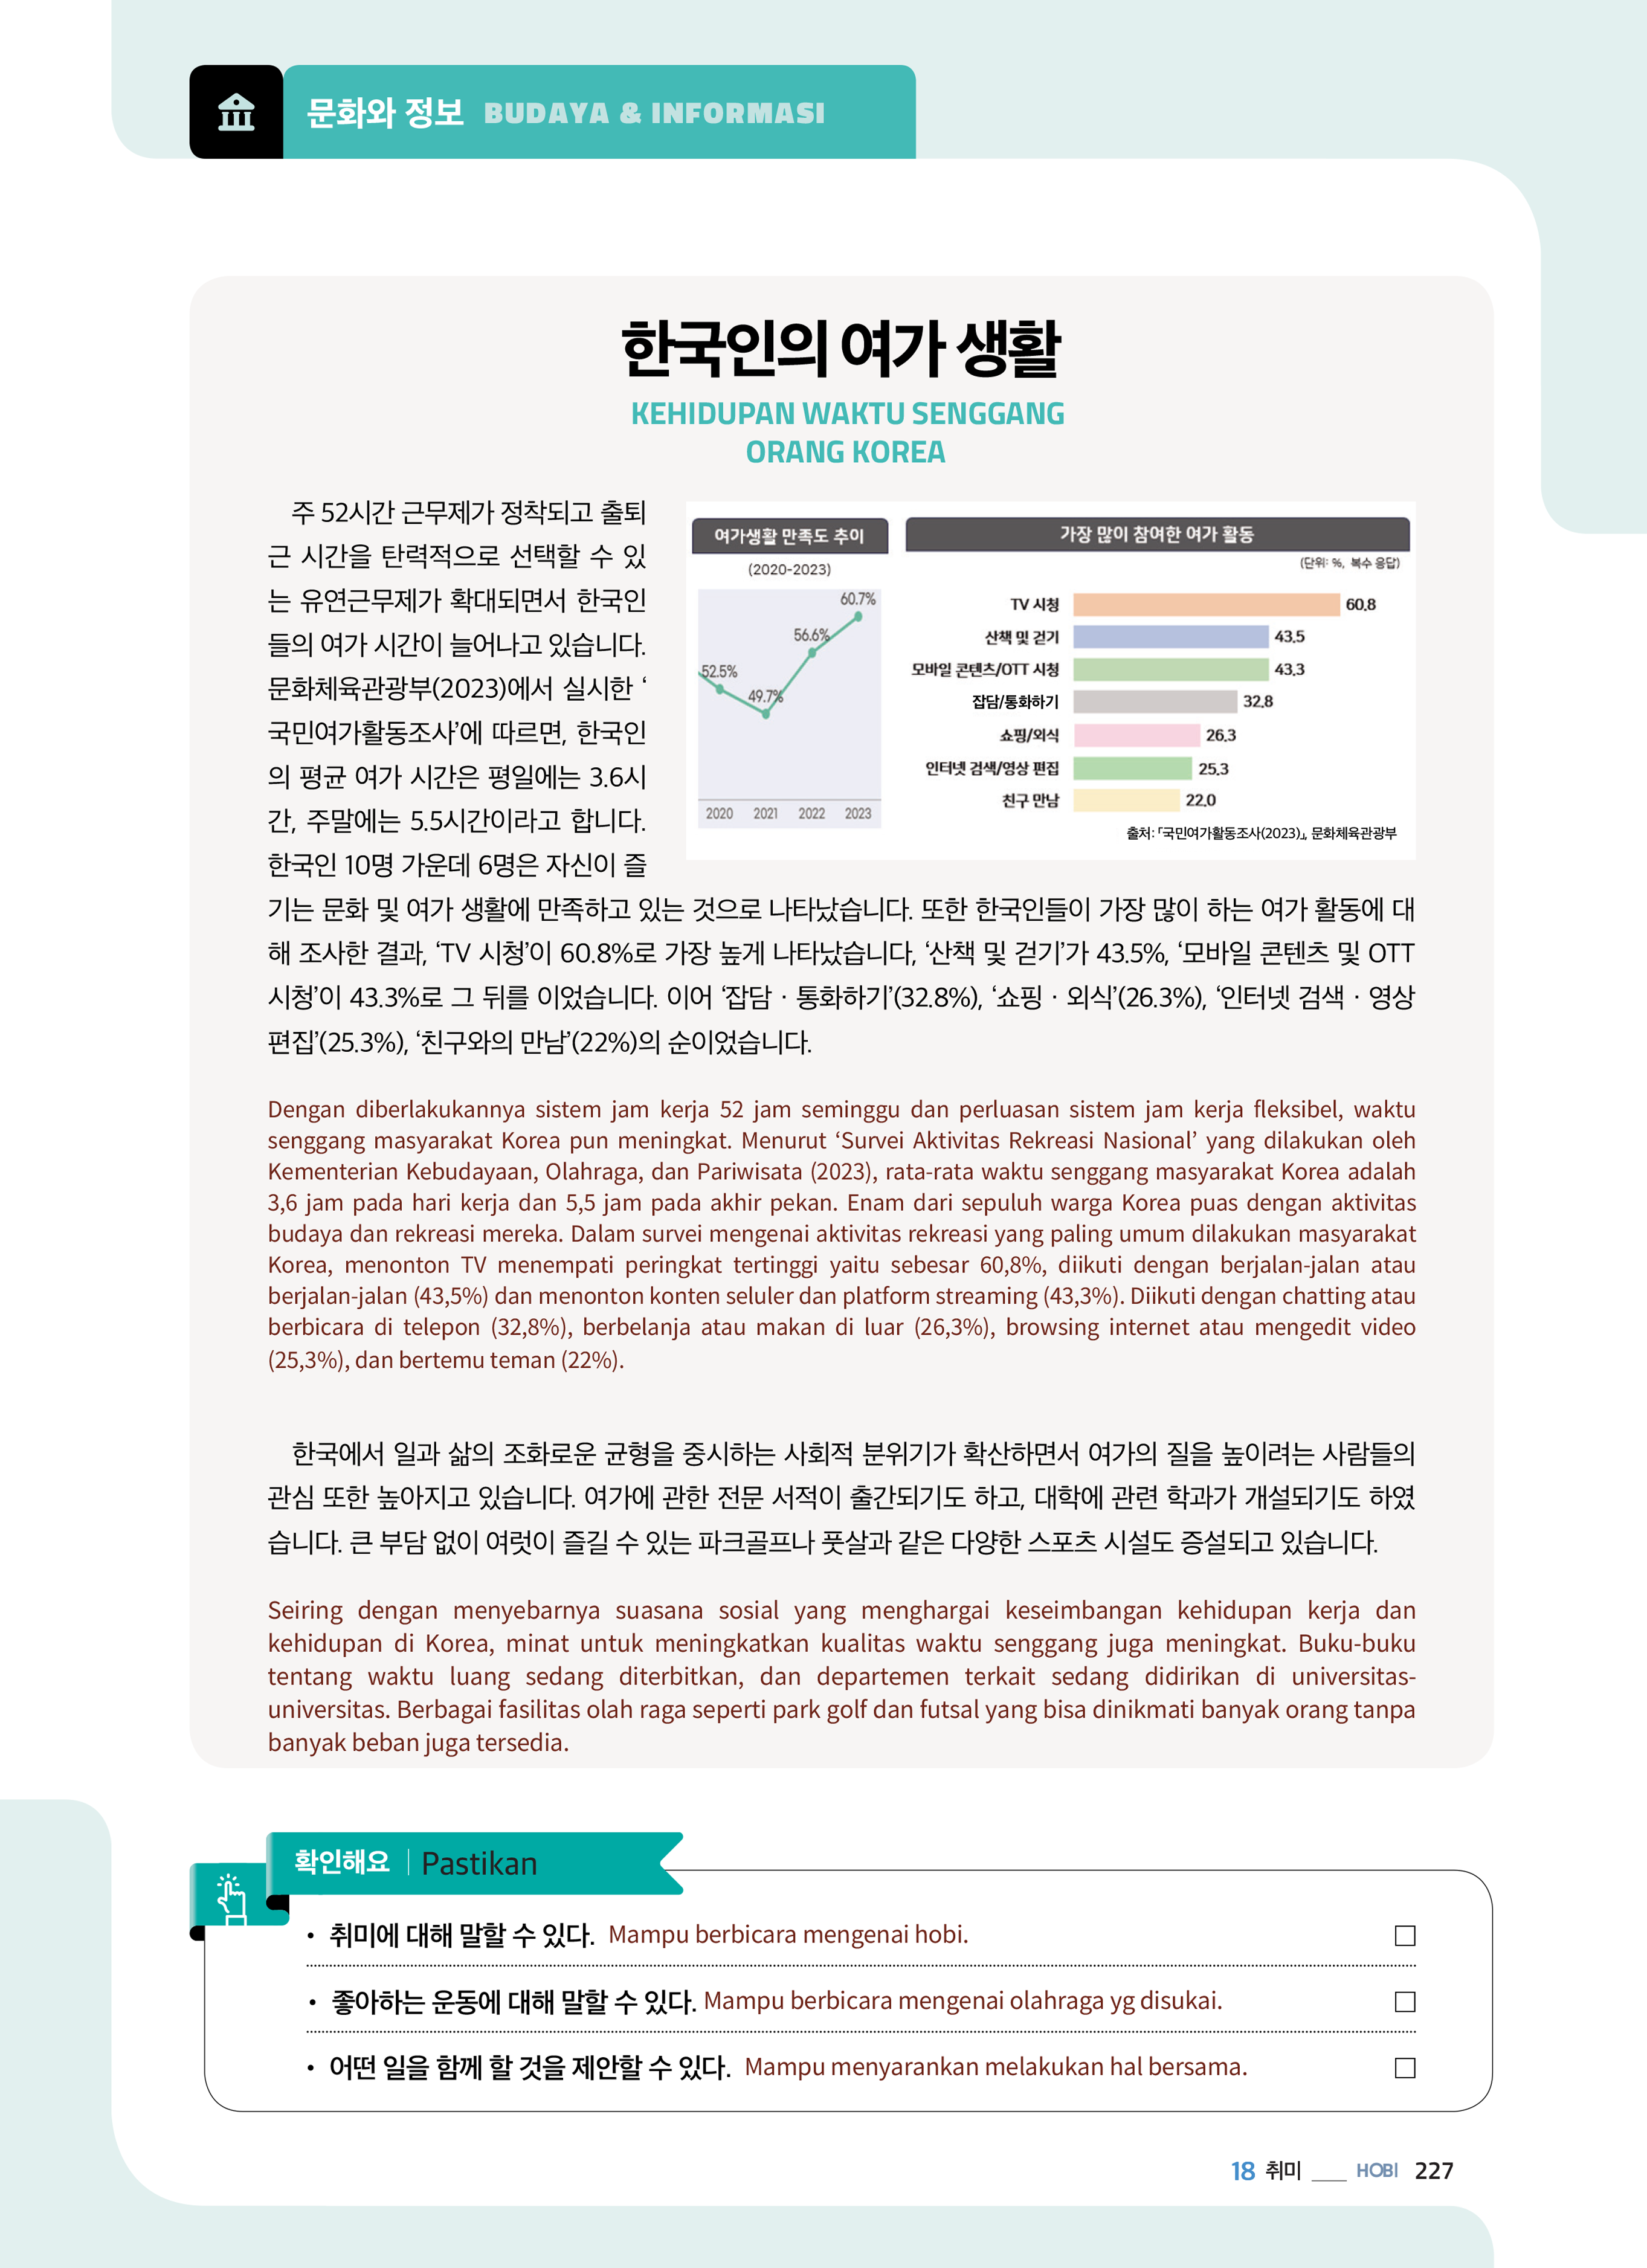 문화와 정보 BUDAYA & INFORMASI
한국인의 여가 생활
KEHIDUPAN WAKTU SENGGANG
ORANG KOREA
주 52시간 근무제가 정착되고 출퇴
근 시간을 탄력적으로 선택할 수 있
는 유연근무제가 확대되면서 한국인
들의 여가 시간이 늘어나고 있습니다.
문화체육관광부(2023)에서 실시한 ‘
국민여가활동조사’에 따르면, 한국인
의 평균 여가 시간은 평일에는 3.6시
간, 주말에는 5.5시간이라고 합니다.
한국인 10명 가운데 6명은 자신이 즐
여가생활 만족도 추이
(2020-2023)
60.7%
56.6%
52.5%
49.7%
2020 2021 2022 2023
가장 많이 참여한 여가 활동
(단위: %, 복수 응답)
TV 시청 60.8
산책 및 걷기 43.5
모바일 콘텐츠/OTT 시청 43.3
잡담/통화하기 32.8
쇼핑/외식 26.3
인터넷 검색/영상 편집 25.3
친구 만남 22.0
출처: 「국민여가활동조사(2023)」, 문화체육관광부
기는 문화 및 여가 생활에 만족하고 있는 것으로 나타났습니다. 또한 한국인들이 가장 많이 하는 여가 활동에 대
해 조사한 결과, ‘TV 시청’이 60.8%로 가장 높게 나타났습니다, ‘산책 및 걷기’가 43.5%, ‘모바일 콘텐츠 및 OTT
시청’이 43.3%로 그 뒤를 이었습니다. 이어 ‘잡담 · 통화하기’(32.8%), ‘쇼핑 · 외식’(26.3%), ‘인터넷 검색 · 영상
편집’(25.3%), ‘친구와의 만남’(22%)의 순이었습니다.
Dengan diberlakukannya sistem jam kerja 52 jam seminggu dan perluasan sistem jam kerja fleksibel, waktu
senggang masyarakat Korea pun meningkat. Menurut ‘Survei Aktivitas Rekreasi Nasional’ yang dilakukan oleh
Kementerian Kebudayaan, Olahraga, dan Pariwisata (2023), rata-rata waktu senggang masyarakat Korea adalah
3,6 jam pada hari kerja dan 5,5 jam pada akhir pekan. Enam dari sepuluh warga Korea puas dengan aktivitas
budaya dan rekreasi mereka. Dalam survei mengenai aktivitas rekreasi yang paling umum dilakukan masyarakat
Korea, menonton TV menempati peringkat tertinggi yaitu sebesar 60,8%, diikuti dengan berjalan-jalan atau
berjalan-jalan (43,5%) dan menonton konten seluler dan platform streaming (43,3%). Diikuti dengan chatting atau
berbicara di telepon (32,8%), berbelanja atau makan di luar (26,3%), browsing internet atau mengedit video
(25,3%), dan bertemu teman (22%).
한국에서 일과 삶의 조화로운 균형을 중시하는 사회적 분위기가 확산하면서 여가의 질을 높이려는 사람들의
관심 또한 높아지고 있습니다. 여가에 관한 전문 서적이 출간되기도 하고, 대학에 관련 학과가 개설되기도 하였
습니다. 큰 부담 없이 여럿이 즐길 수 있는 파크골프나 풋살과 같은 다양한 스포츠 시설도 증설되고 있습니다.
Seiring dengan menyebarnya suasana sosial yang menghargai keseimbangan kehidupan kerja dan
kehidupan di Korea, minat untuk meningkatkan kualitas waktu senggang juga meningkat. Buku-buku
tentang waktu luang sedang diterbitkan, dan departemen terkait sedang didirikan di universitas-
universitas. Berbagai fasilitas olah raga seperti park golf dan futsal yang bisa dinikmati banyak orang tanpa
banyak beban juga tersedia.
확인해요 | Pastikan
• 취미에 대해 말할 수 있다. Mampu berbicara mengenai hobi. □
• 좋아하는 운동에 대해 말할 수 있다. Mampu berbicara mengenai olahraga yg disukai. □
• 어떤 일을 함께 할 것을 제안할 수 있다. Mampu menyarankan melakukan hal bersama. □
18 취미 ___ HOBI 227